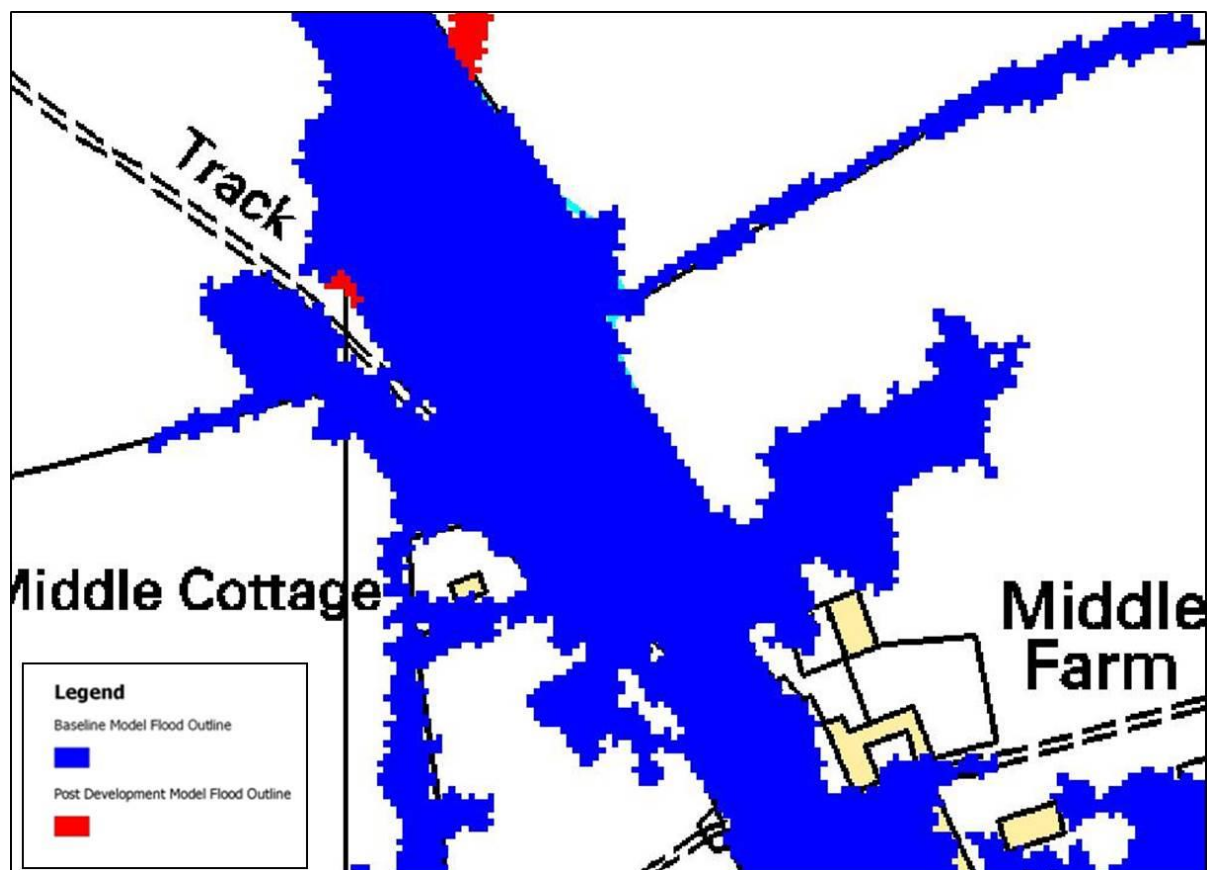 Track
Middle Cottage
Middle
Farm
Legend
Baseline Model Flood Outline
Post Development Model Flood Outline